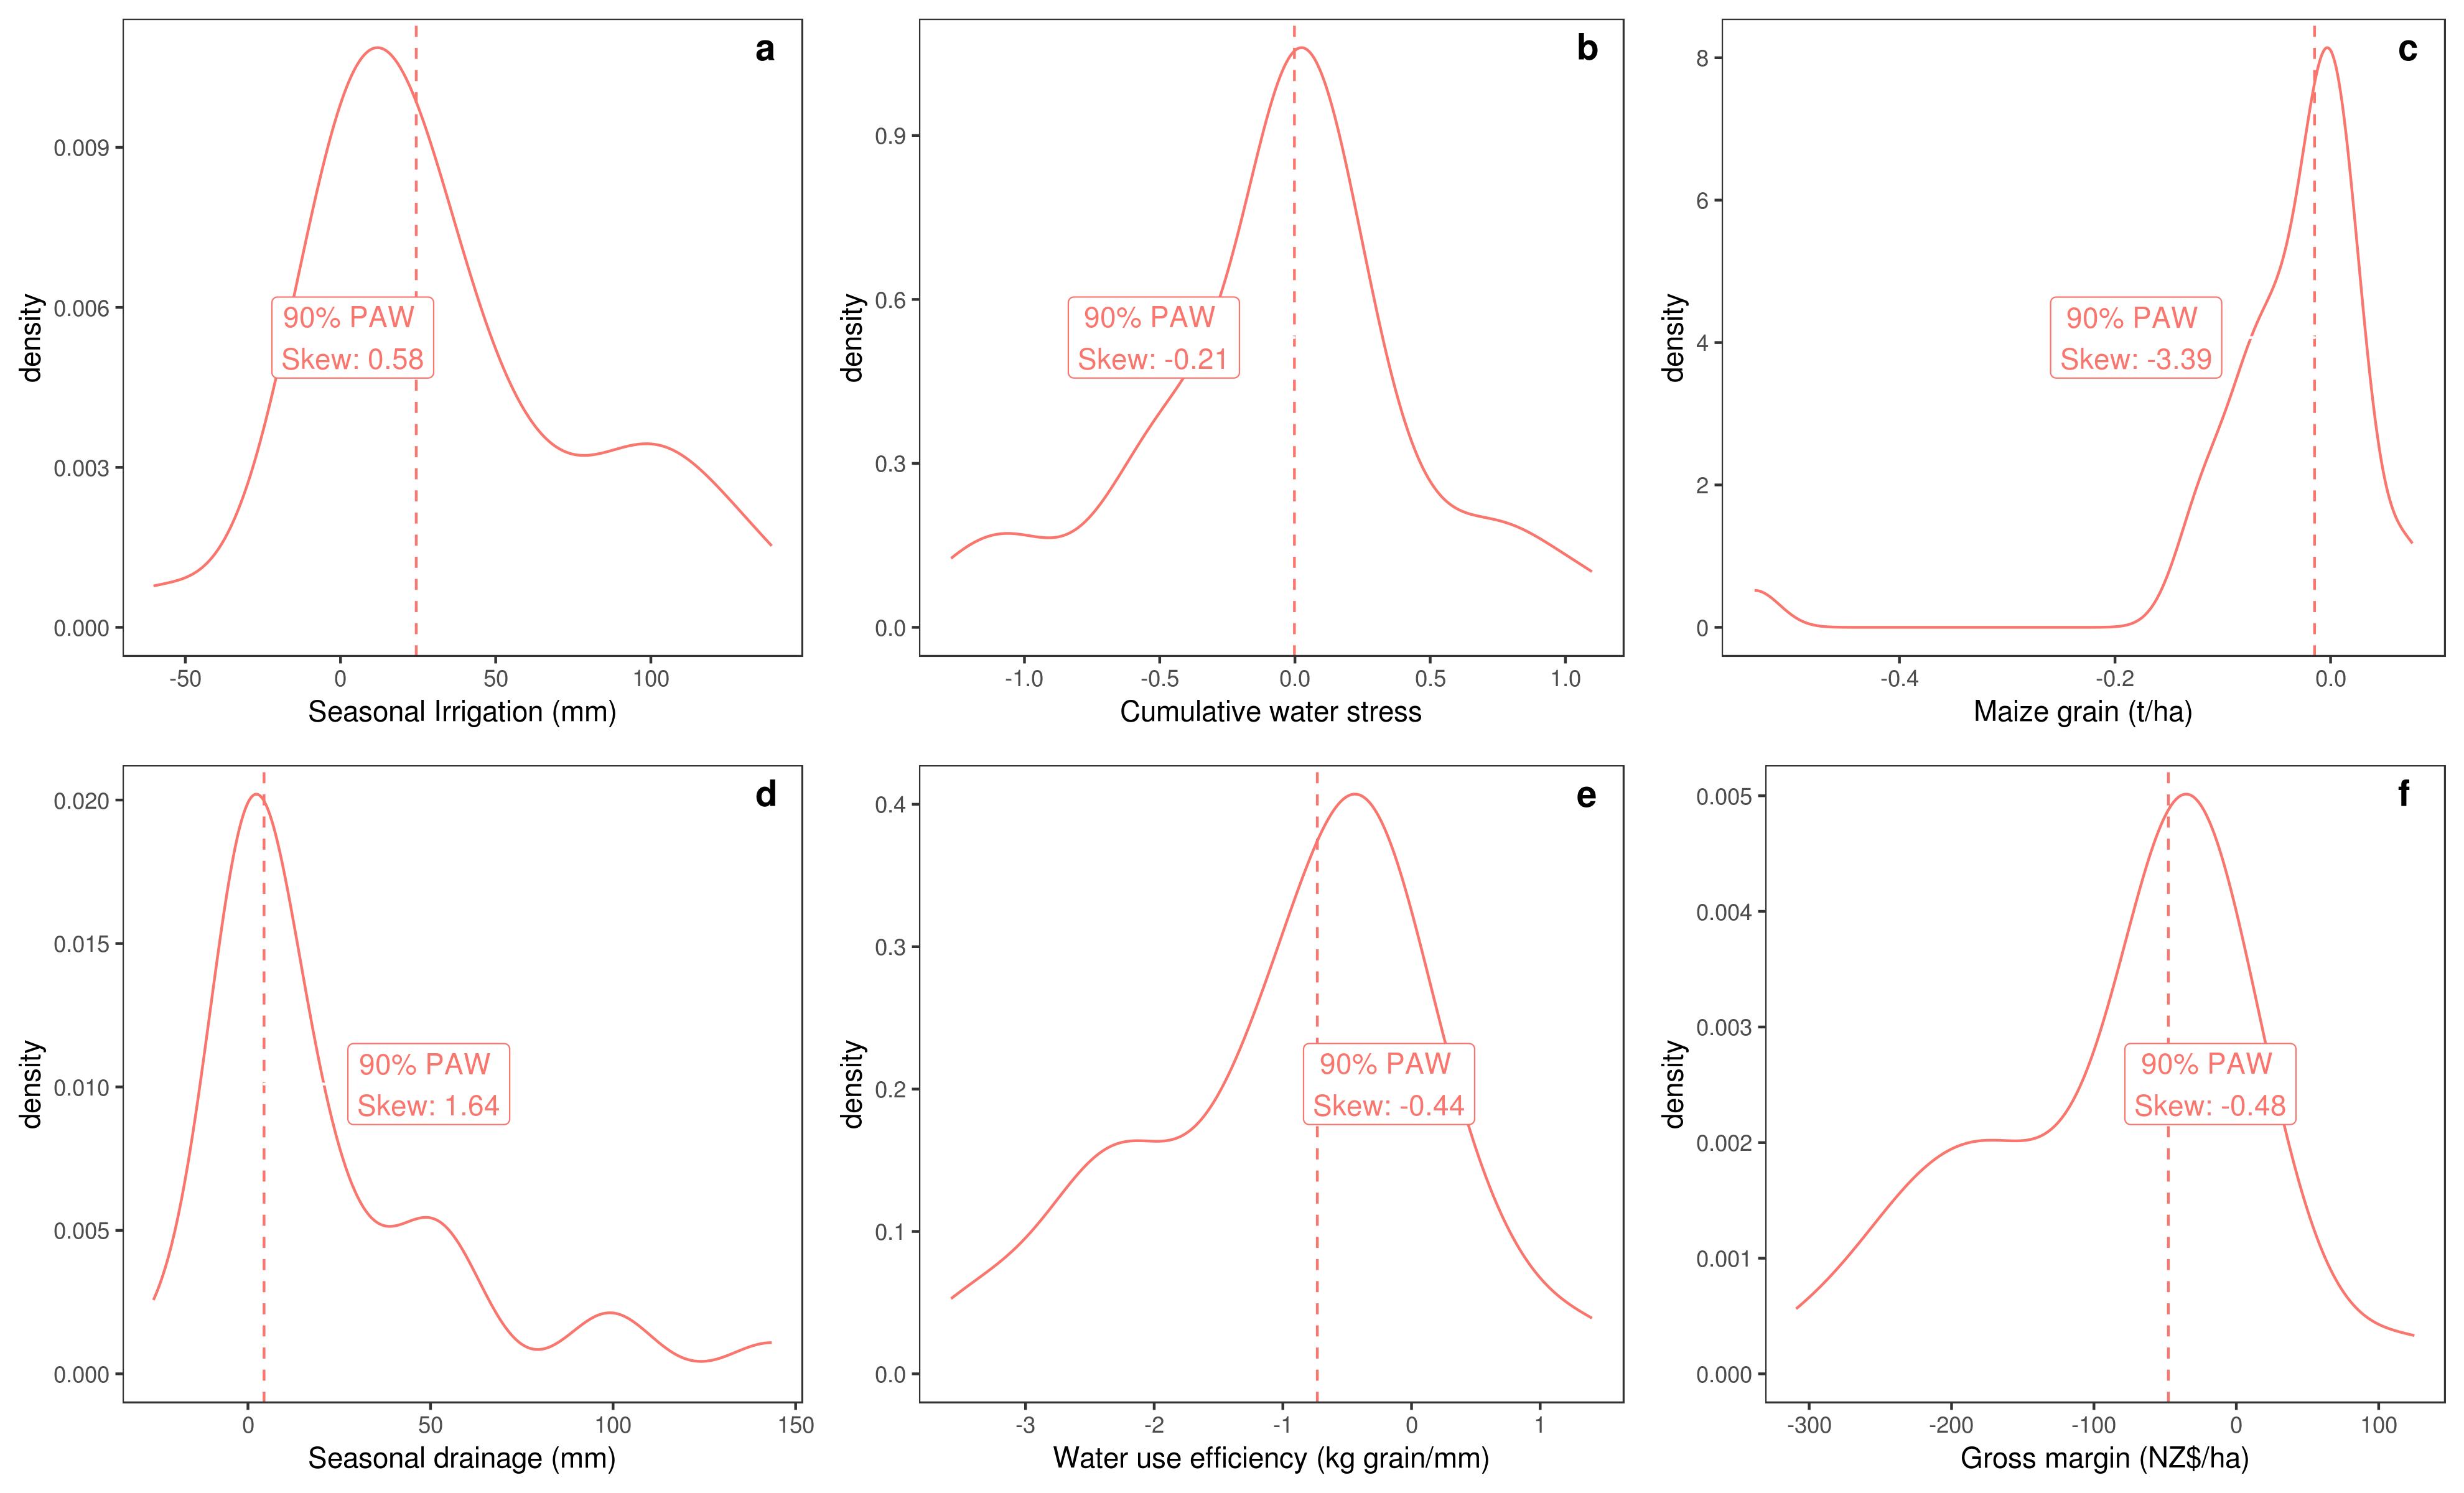 a
density
0.009
0.006
0.003
0.000
90% PAW
Skew: 0.58
-50 0 50 100
Seasonal Irrigation (mm)
b
density
0.9
0.6
0.3
0.0
90% PAW
Skew: -0.21
-1.0 -0.5 0.0 0.5 1.0
Cumulative water stress
c
density
8
6
4
2
0
90% PAW
Skew: -3.39
-0.4 -0.2 0.0
Maize grain (t/ha)
d
density
0.020
0.015
0.010
0.005
0.000
90% PAW
Skew: 1.64
0 50 100 150
Seasonal drainage (mm)
e
density
0.4
0.3
0.2
0.1
0.0
90% PAW
Skew: -0.44
-3 -2 -1 0 1
Water use efficiency (kg grain/mm)
f
density
0.005
0.004
0.003
0.002
0.001
0.000
90% PAW
Skew: -0.48
-300 -200 -100 0 100
Gross margin (NZ$/ha)